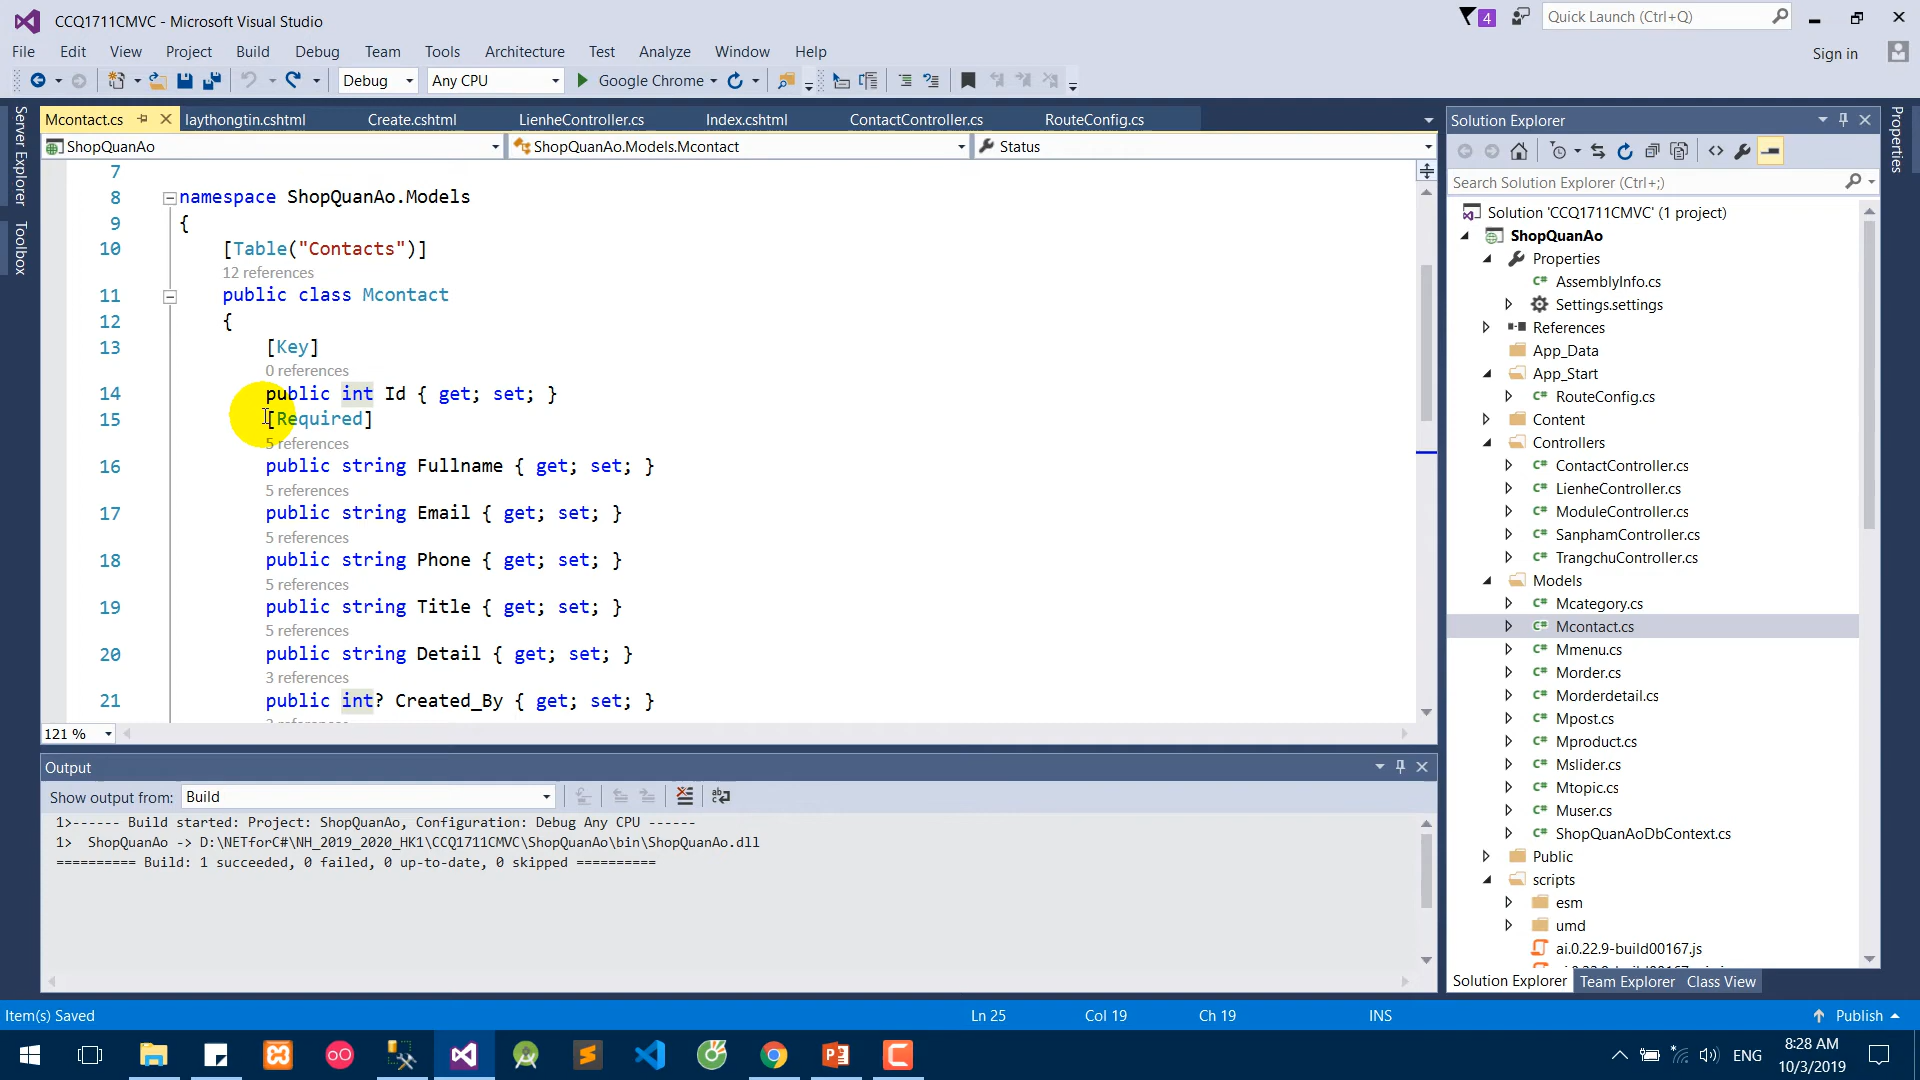 CCQ1711CMVC - Microsoft Visual Studio
4
Quick Launch (Ctrl+Q)
File Edit View Project Build Debug Team Tools Architecture Test Analyze Window Help
Sign in
Debug Any CPU Google Chrome
Server Explorer
Toolbox
Mcontact.cs laythongtin.cshtml Create.cshtml LienheController.cs Index.cshtml ContactController.cs RouteConfig.cs
ShopQuanAo ShopQuanAo.Models.Mcontact Status
7
8 namespace ShopQuanAo.Models
9 {
10 [Table("Contacts")]
12 references
11 public class Mcontact
12 {
13 [Key]
0 references
14 public int Id { get; set; }
15 [Required]
5 references
16 public string Fullname { get; set; }
5 references
17 public string Email { get; set; }
5 references
18 public string Phone { get; set; }
5 references
19 public string Title { get; set; }
5 references
20 public string Detail { get; set; }
3 references
21 public int? Created_By { get; set; }
121 %
Output
Show output from: Build
1>------ Build started: Project: ShopQuanAo, Configuration: Debug Any CPU ------
1> ShopQuanAo -> D:\NETforC#\NH_2019_2020_HK1\CCQ1711CMVC\ShopQuanAo\bin\ShopQuanAo.dll
========== Build: 1 succeeded, 0 failed, 0 up-to-date, 0 skipped ==========
Solution Explorer
Search Solution Explorer (Ctrl+;)
Solution 'CCQ1711CMVC' (1 project)
ShopQuanAo
Properties
AssemblyInfo.cs
Settings.settings
References
App_Data
App_Start
RouteConfig.cs
Content
Controllers
ContactController.cs
LienheController.cs
ModuleController.cs
SanphamController.cs
TrangchuController.cs
Models
Mcategory.cs
Mcontact.cs
Mmenu.cs
Morder.cs
Morderdetail.cs
Mpost.cs
Mproduct.cs
Mslider.cs
Mtopic.cs
Muser.cs
ShopQuanAoDbContext.cs
Public
scripts
esm
umd
ai.0.22.9-build00167.js
Solution Explorer Team Explorer Class View
Properties
Item(s) Saved Ln 25 Col 19 Ch 19 INS Publish
ENG
8:28 AM
10/3/2019